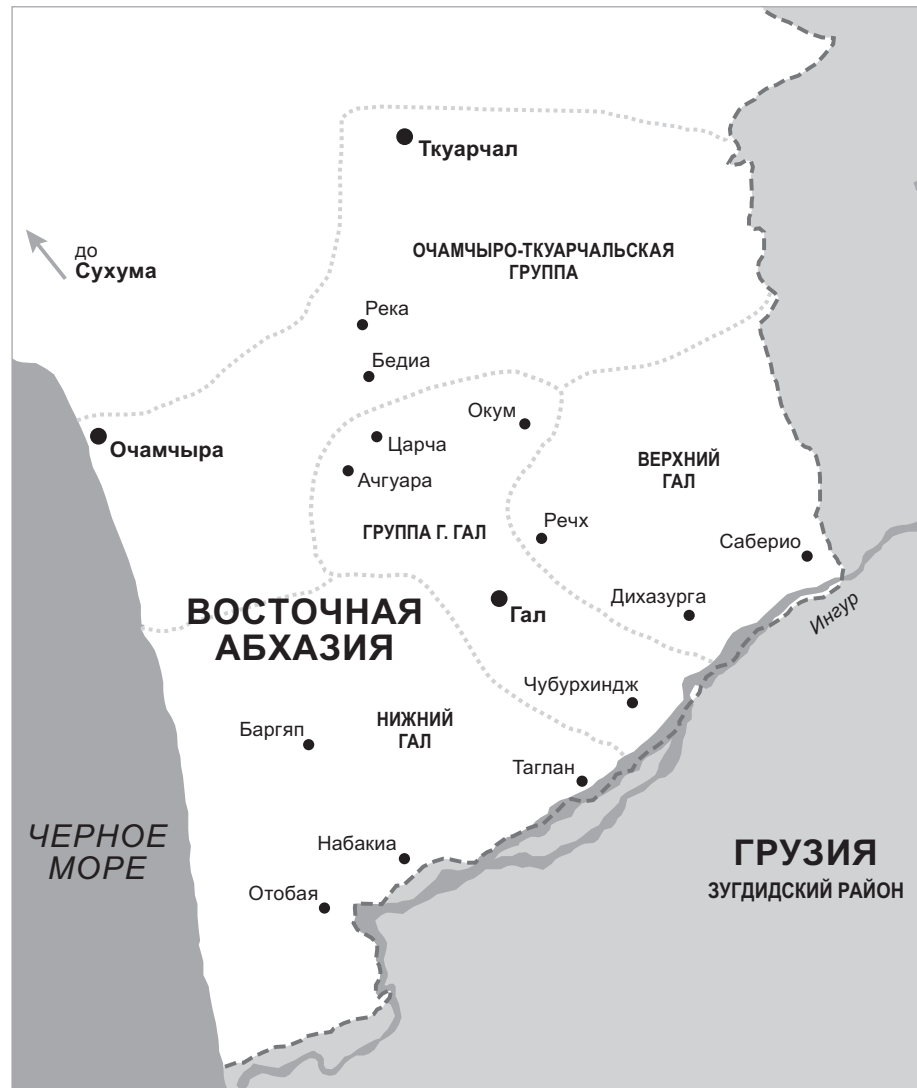 Ткуарчал
ОЧАМЧЫРО-ТКУАРЧАЛЬСКАЯ
ГРУППА
до
Сухума
Река
Бедиа
Окум
Царча
Очамчыра
Ачгуара
ВЕРХНИЙ
ГАЛ
ГРУППА Г. ГАЛ
Речх
Саберио
ВОСТОЧНАЯ
АБХАЗИЯ
Гал
Дихазурга
Ингур
Чубурхиндж
Баргяп
НИЖНИЙ
ГАЛ
Таглан
ЧЕРНОЕ
МОРЕ
Набакиа
Отобая
ГРУЗИЯ
ЗУГДИДСКИЙ РАЙОН